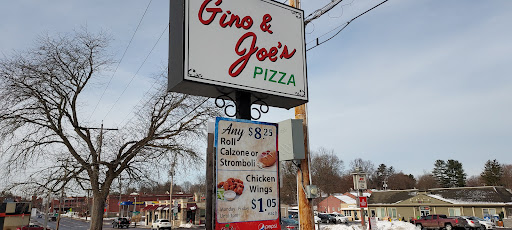 Gino &
Joe's
PIZZA
Any $8.25
Roll
Calzone or
Stromboli
Chicken
Wings
$1.05